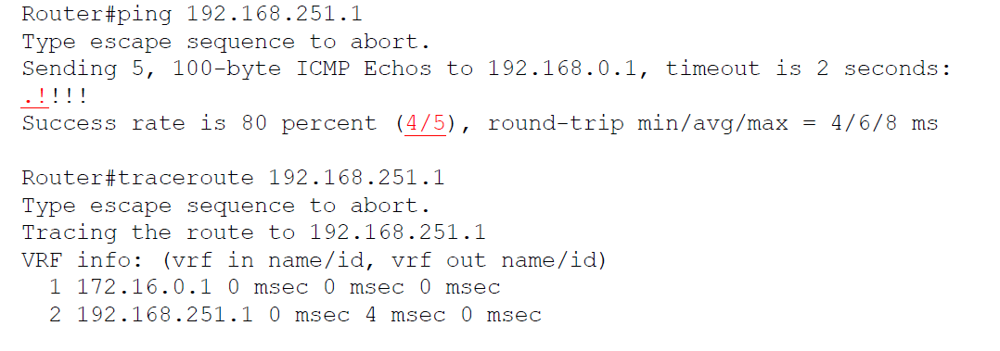 Router#ping 192.168.251.1
Type escape sequence to abort.
Sending 5, 100-byte ICMP Echos to 192.168.0.1, timeout is 2 seconds:
.!!!!
Success rate is 80 percent (4/5), round-trip min/avg/max = 4/6/8 ms
Router#traceroute 192.168.251.1
Type escape sequence to abort.
Tracing the route to 192.168.251.1
VRF info: (vrf in name/id, vrf out name/id)
1 172.16.0.1 0 msec 0 msec 0 msec
2 192.168.251.1 0 msec 4 msec 0 msec